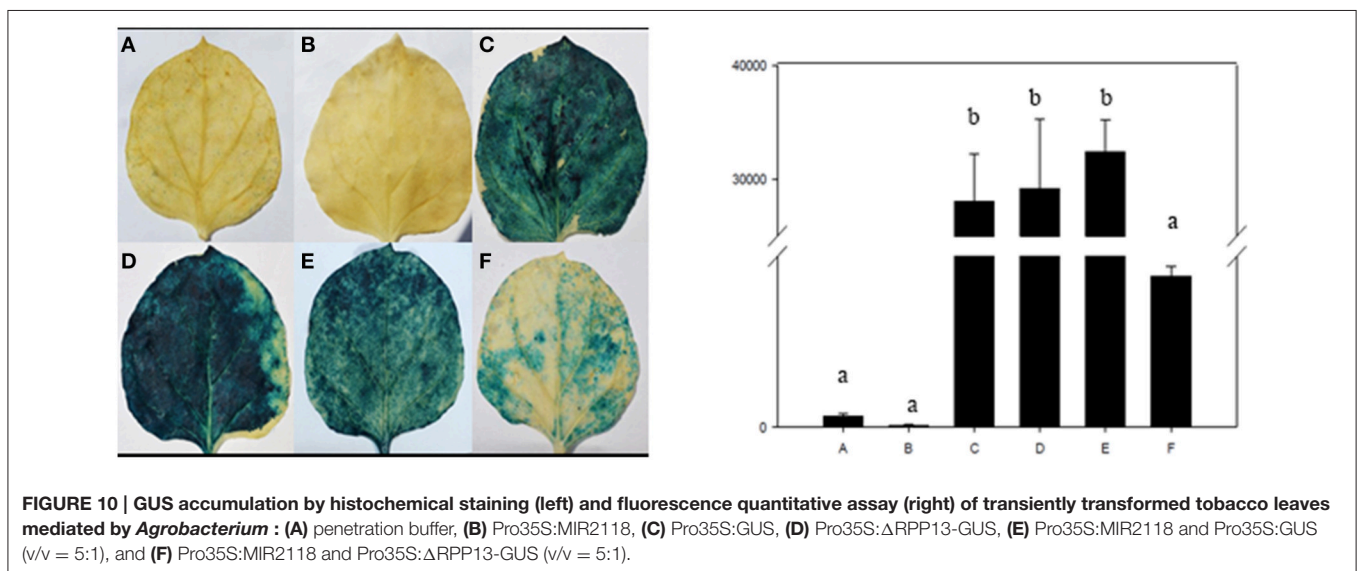 A
B
C
D
E
F
40000
30000
0
a
a
b
b
b
a
A
B
C
D
E
F
FIGURE 10 | GUS accumulation by histochemical staining (left) and fluorescence quantitative assay (right) of transiently transformed tobacco leaves
mediated by Agrobacterium : (A) penetration buffer, (B) Pro35S:MIR2118, (C) Pro35S:GUS, (D) Pro35S:ΔRPP13-GUS, (E) Pro35S:MIR2118 and Pro35S:GUS
(v/v = 5:1), and (F) Pro35S:MIR2118 and Pro35S:ΔRPP13-GUS (v/v = 5:1).